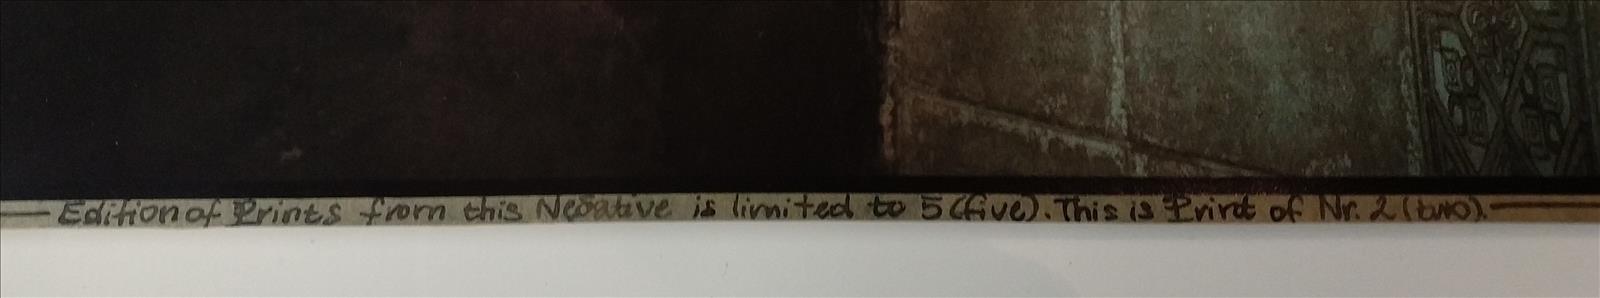 Edition of Prints from this Negative is limited to 5 (five). This is Print of Nr. 2 (two).